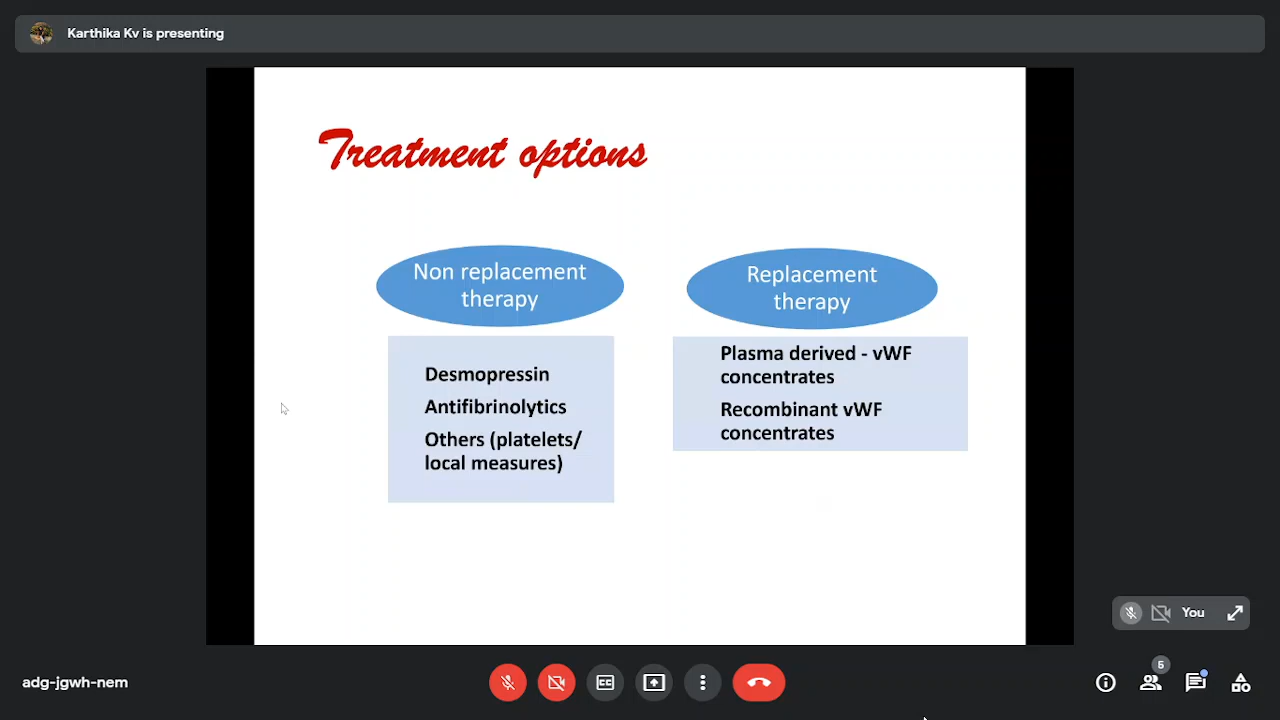 Karthika Kv is presenting
Treatment options
Non replacement
therapy
Desmopressin
Antifibrinolytics
Others (platelets/
local measures)
Replacement
therapy
Plasma derived - vWF
concentrates
Recombinant vWF
concentrates
You
adg-jgwh-nem
CC
5